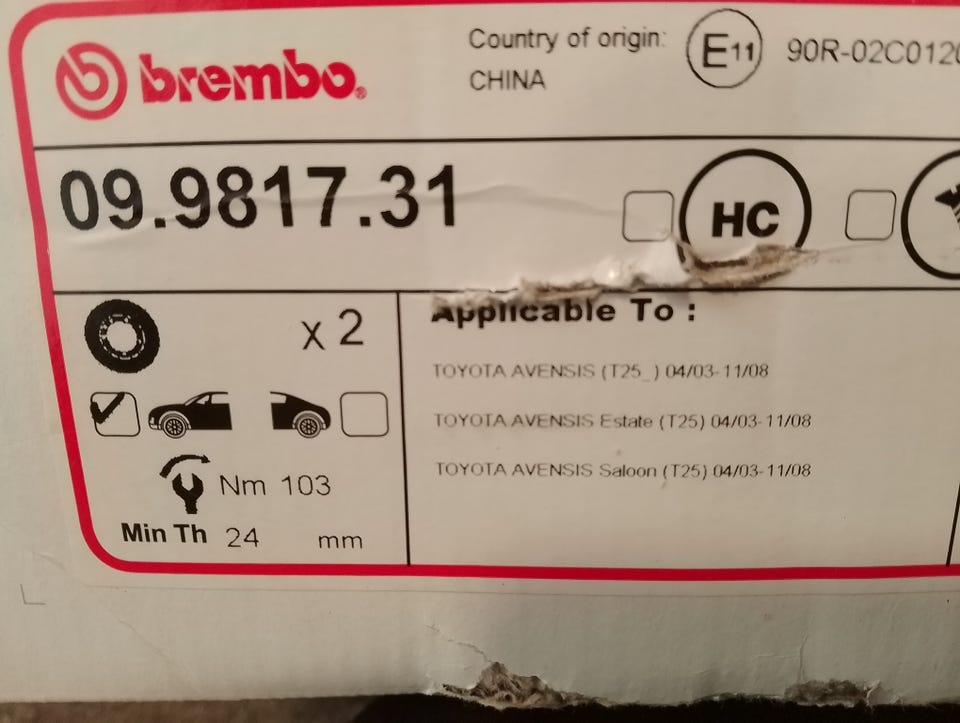 brembo®
Country of origin:
CHINA
E11 90R-02C0120
09.9817.31
HC
x 2
Applicable To :
TOYOTA AVENSIS (T25_) 04/03-11/08
TOYOTA AVENSIS Estate (T25) 04/03-11/08
TOYOTA AVENSIS Saloon (T25) 04/03-11/08
Nm 103
Min Th 24 mm